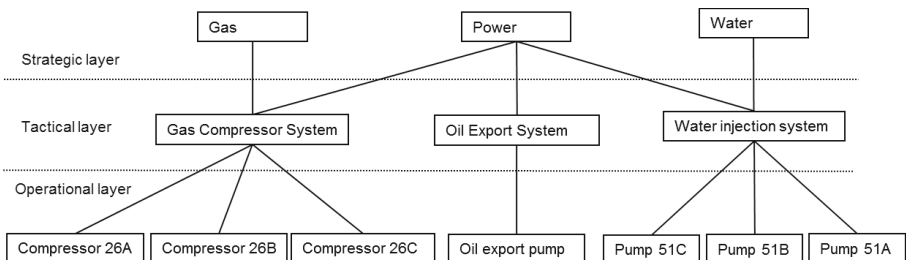 Gas
Power
Water
Strategic layer
Tactical layer
Gas Compressor System
Oil Export System
Water injection system
Operational layer
Compressor 26A
Compressor 26B
Compressor 26C
Oil export pump
Pump 51C
Pump 51B
Pump 51A